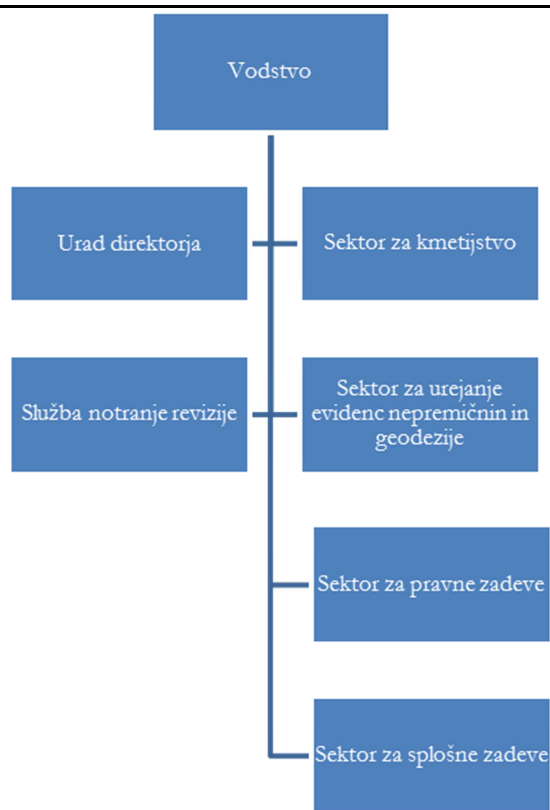 Vodstvo
Urad direktorja
Sektor za kmetijstvo
Služba notranje revizije
Sektor za urejanje
evidenc nepremičnin in
geodezije
Sektor za pravne zadeve
Sektor za splošne zadeve